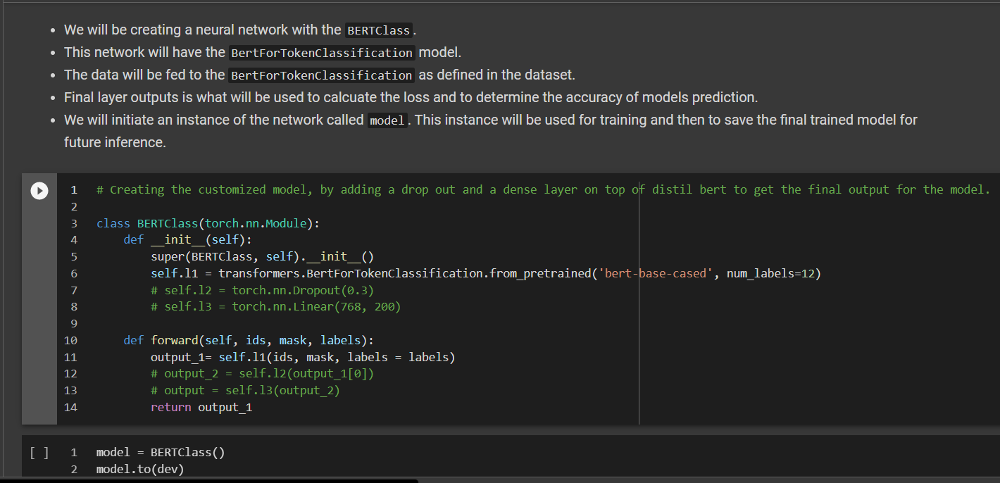 • We will be creating a neural network with the BERTClass.
• This network will have the BertForTokenClassification model.
• The data will be fed to the BertForTokenClassification as defined in the dataset.
• Final layer outputs is what will be used to calcuate the loss and to determine the accuracy of models prediction.
• We will initiate an instance of the network called model. This instance will be used for training and then to save the final trained model for
future inference.
1 # Creating the customized model, by adding a drop out and a dense layer on top of distil bert to get the final output for the model.
2
3 class BERTClass(torch.nn.Module):
4     def __init__(self):
5         super(BERTClass, self).__init__()
6         self.l1 = transformers.BertForTokenClassification.from_pretrained('bert-base-cased', num_labels=12)
7         # self.l2 = torch.nn.Dropout(0.3)
8         # self.l3 = torch.nn.Linear(768, 200)
9
10     def forward(self, ids, mask, labels):
11         output_1= self.l1(ids, mask, labels = labels)
12         # output_2 = self.l2(output_1[0])
13         # output = self.l3(output_2)
14         return output_1
[ ] 1 model = BERTClass()
2 model.to(dev)